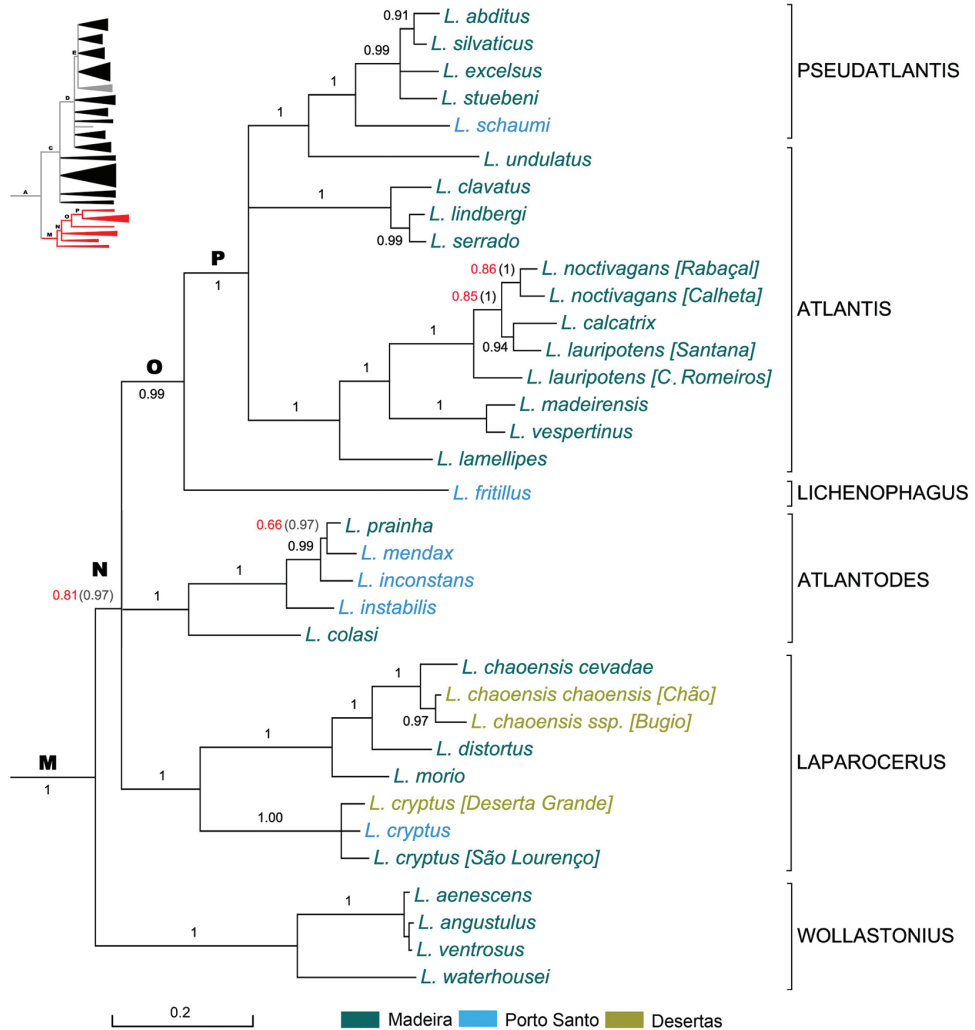 0.91
L. abditus
L. silvaticus
0.99
L. excelsus
1
L. stuebeni
1
L. schaumi
PSEUDATLANTIS
L. undulatus
1
L. clavatus
L. lindbergi
0.99
L. serrado
P
1
0.86(1)
L. noctivagans [Rabaçal]
0.85(1)
L. noctivagans [Calheta]
L. calcatrix
0.94
L. lauripotens [Santana]
1
L. lauripotens [C. Romeiros]
1
1
L. madeirensis
L. vespertinus
1
L. lamellipes
ATLANTIS
O
0.99
L. fritillus
LICHENOPHAGUS
0.66(0.97)
L. prainha
0.99
L. mendax
1
L. inconstans
L. instabilis
1
L. colasi
ATLANTODES
N
0.81(0.97)
1
L. chaoensis cevadae
L. chaoensis chaoensis [Chão]
0.97
L. chaoensis ssp. [Bugio]
1
L. distortus
1
L. morio
1
L. cryptus [Deserta Grande]
1.00
L. cryptus
L. cryptus [São Lourenço]
LAPAROCERUS
M
1
L. aenescens
1
L. angustulus
L. ventrosus
1
L. waterhousei
WOLLASTONIUS
E
D
C
A
P
O
N
M
0.2
Madeira
Porto Santo
Desertas